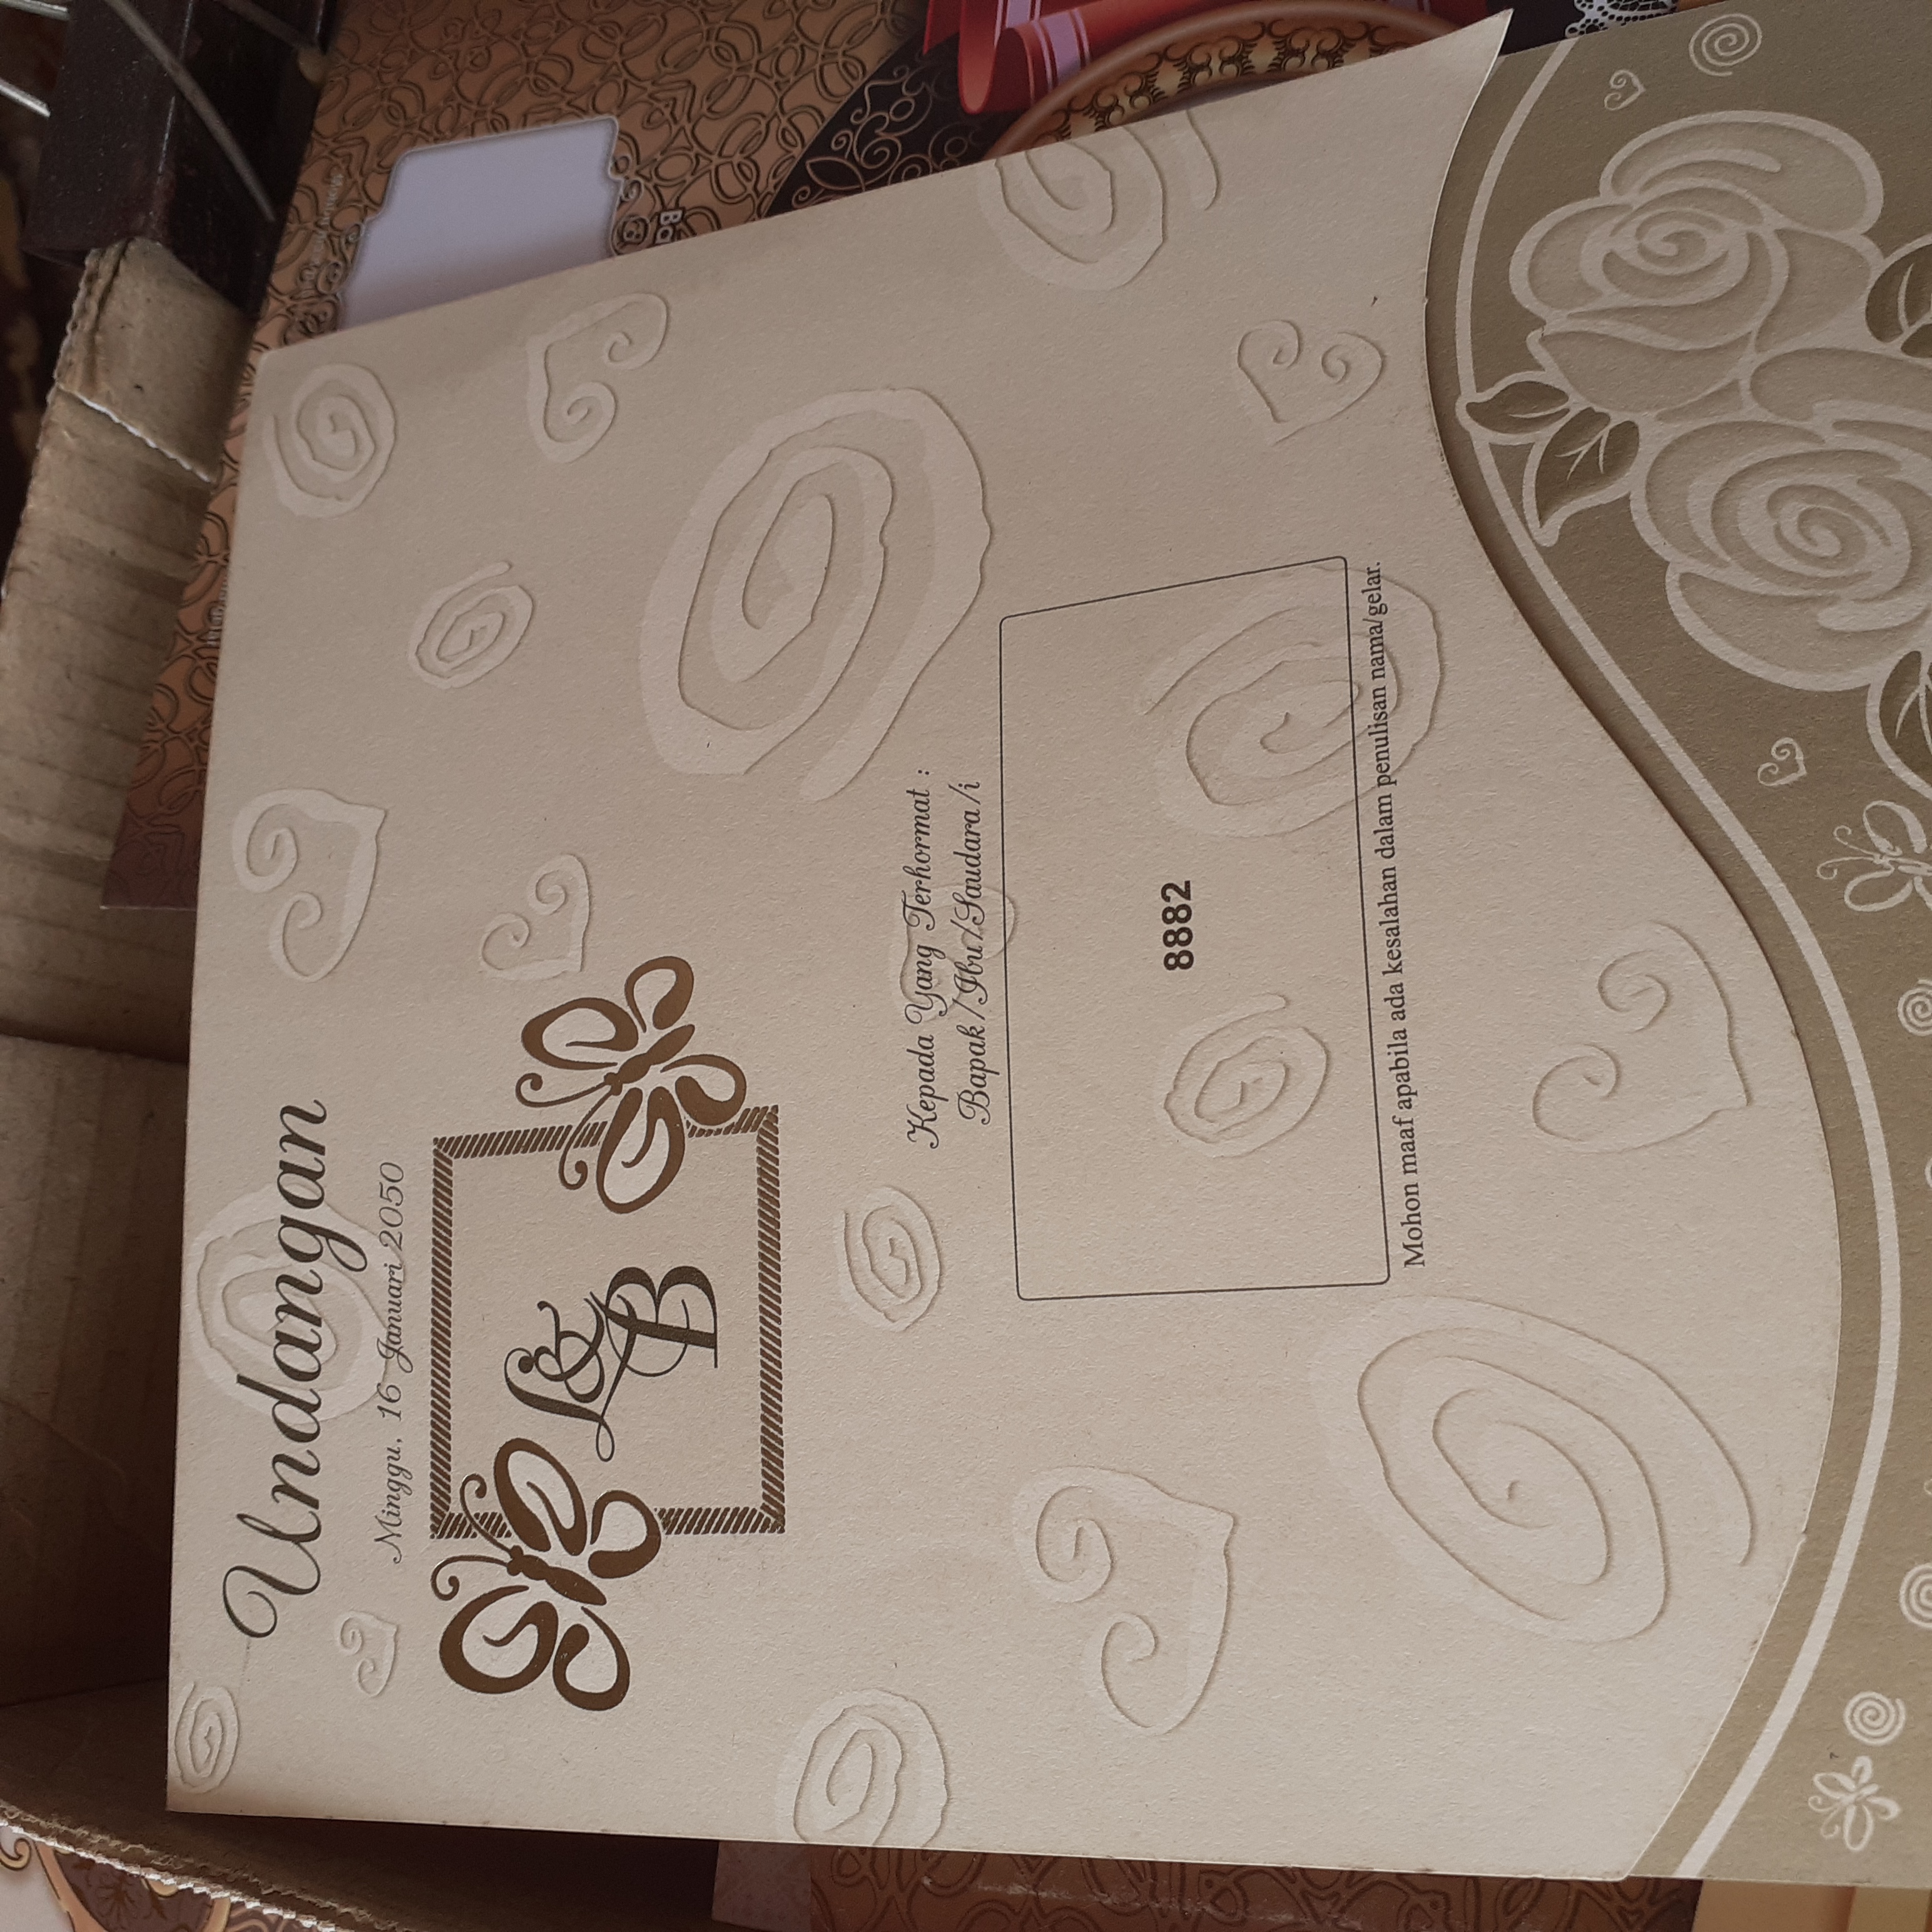 Undangan
Minggu, 16 Januari 2050
L&
B
Kepada Yang Terhormat :
Bapak/Ibu/Saudara/i
8882
Mohon maaf apabila ada kesalahan dalam penulisan nama/gelar.